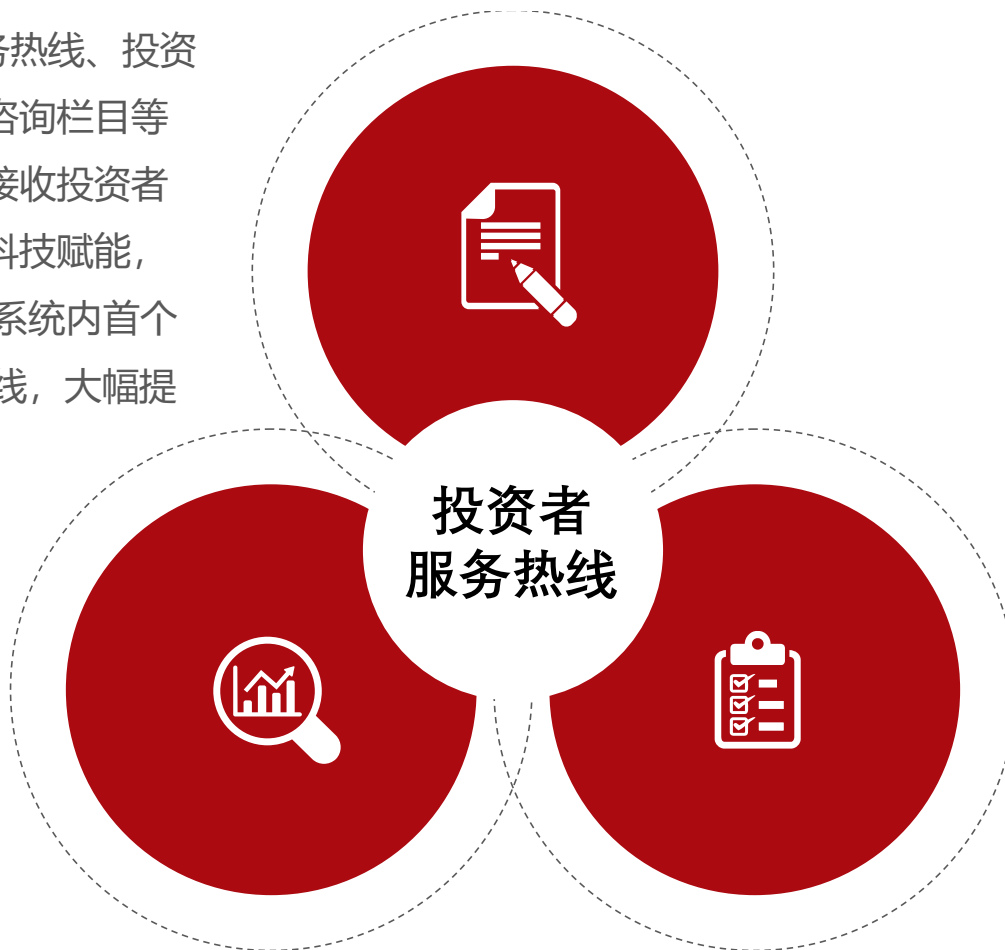 务热线、投资
咨询栏目等
接收投资者
科技赋能，
系统内首个
线，大幅提
投资者
服务热线